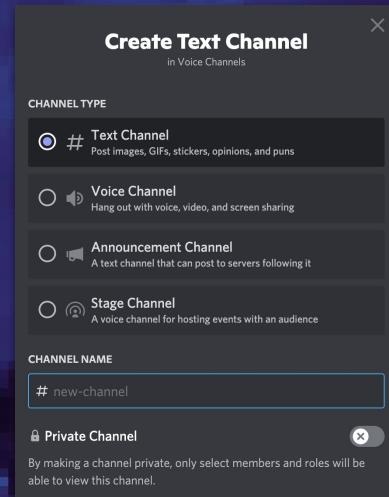 Create Text Channel
in Voice Channels
CHANNEL TYPE
# Text Channel
Post images, GIFs, stickers, opinions, and puns
Voice Channel
Hang out with voice, video, and screen sharing
Announcement Channel
A text channel that can post to servers following it
Stage Channel
A voice channel for hosting events with an audience
CHANNEL NAME
# new-channel
Private Channel
By making a channel private, only select members and roles will be
able to view this channel.